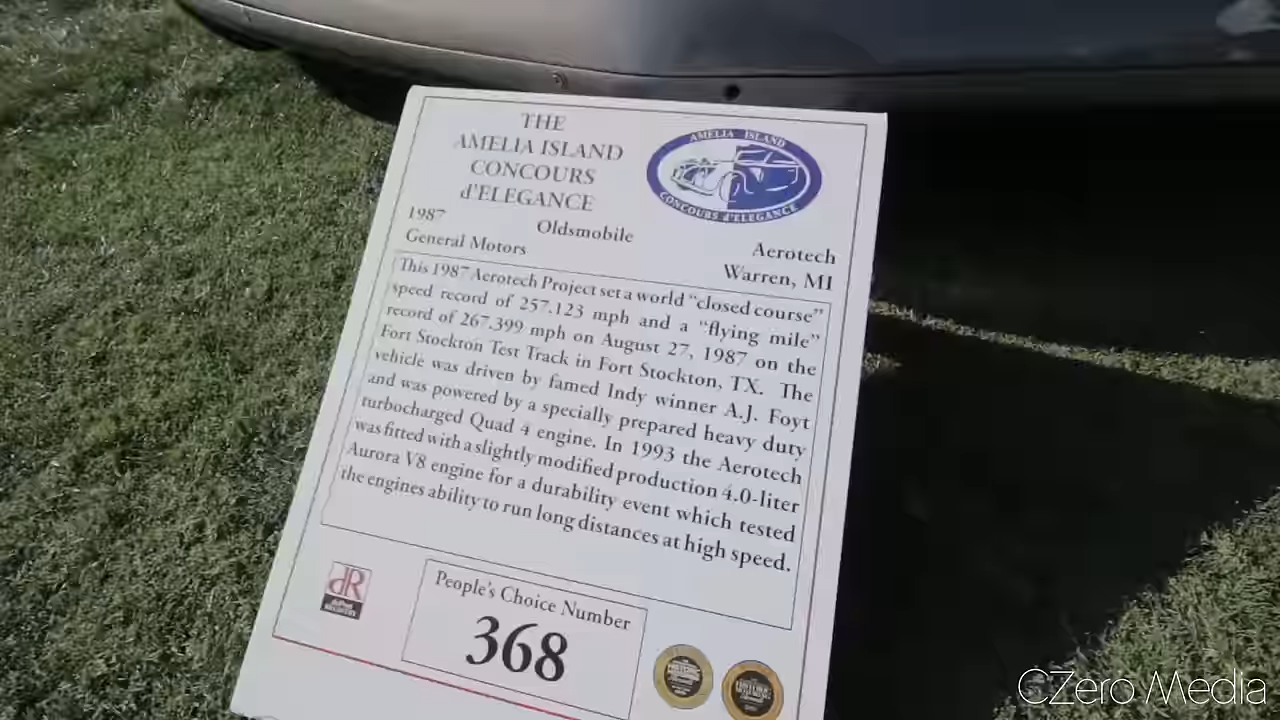 THE
AMELIA ISLAND
CONCOURS
d'ELEGANCE
AMELIA ISLAND
CONCOURS d'ELEGANCE
1987 Oldsmobile Aerotech
General Motors Warren, MI
This 1987 Aerotech Project set a world "closed course"
speed record of 257.123 mph and a "flying mile"
record of 267.399 mph on August 27, 1987 on the
Fort Stockton Test Track in Fort Stockton, TX. The
vehicle was driven by famed Indy winner A.J. Foyt
and was powered by a specially prepared heavy duty
turbocharged Quad 4 engine. In 1993 the Aerotech
was fitted with a slightly modified production 4.0-liter
Aurora V8 engine for a durability event which tested
the engines ability to run long distances at high speed.
dR
People's Choice Number
368
CZero Media